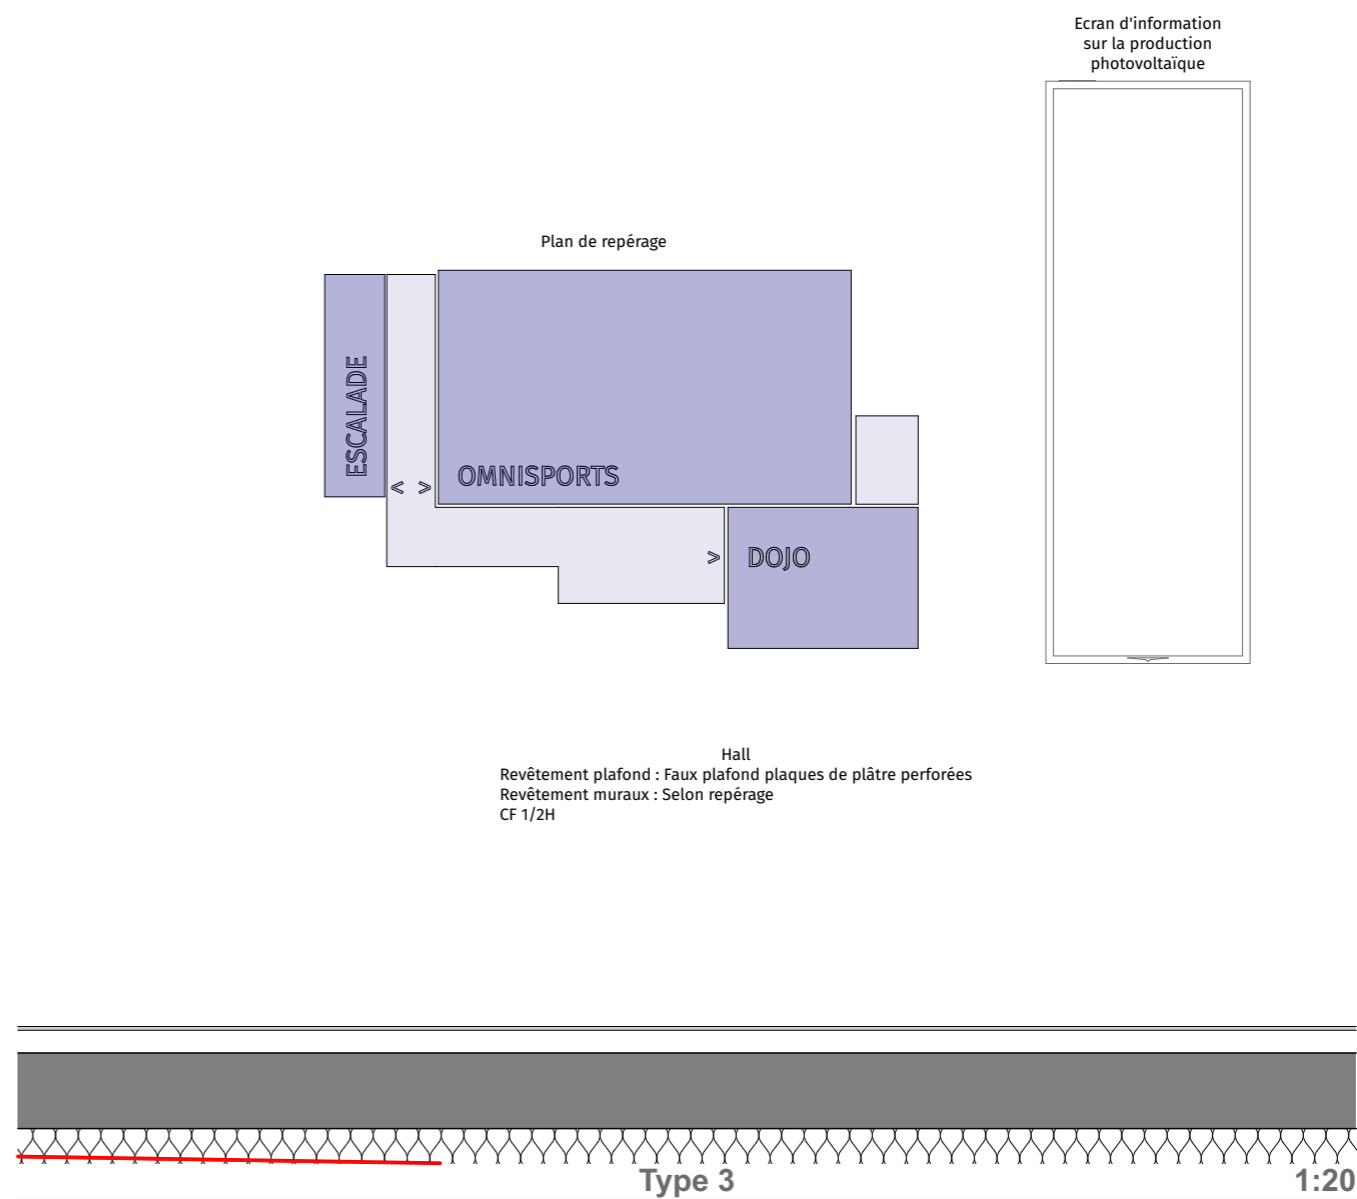 Ecran d'information
sur la production
photovoltaïque
Plan de repérage
ESCALADE
< >
OMNISPORTS
> DOJO
Hall
Revêtement plafond : Faux plafond plaques de plâtre perforées
Revêtement muraux : Selon repérage
CF 1/2H
Type 3
1:20